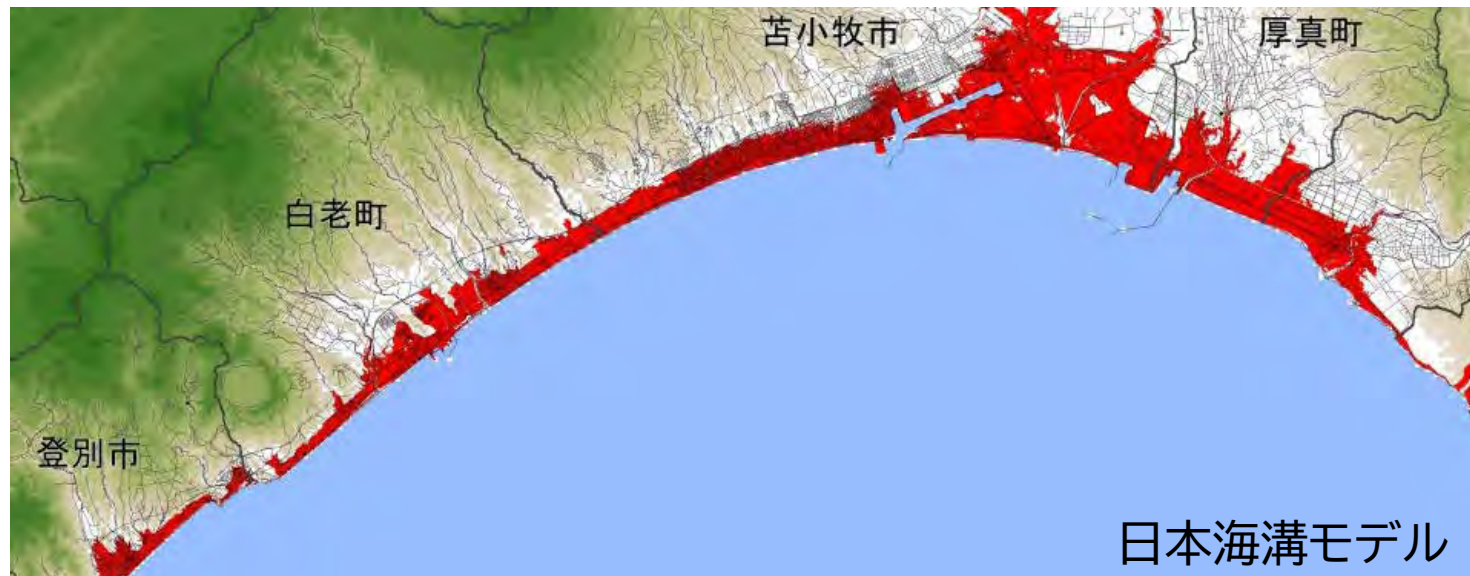 苫小牧市
厚真町
白老町
登別市
日本海溝モデル